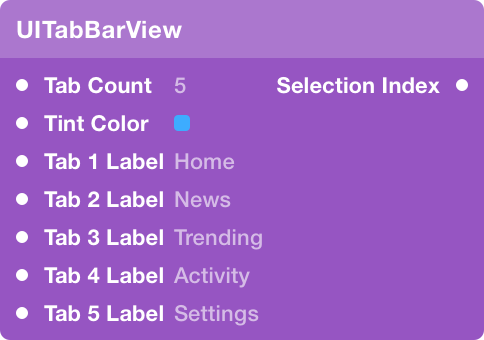 UITabBarView
Tab Count 5 Selection Index
Tint Color
Tab 1 Label Home
Tab 2 Label News
Tab 3 Label Trending
Tab 4 Label Activity
Tab 5 Label Settings